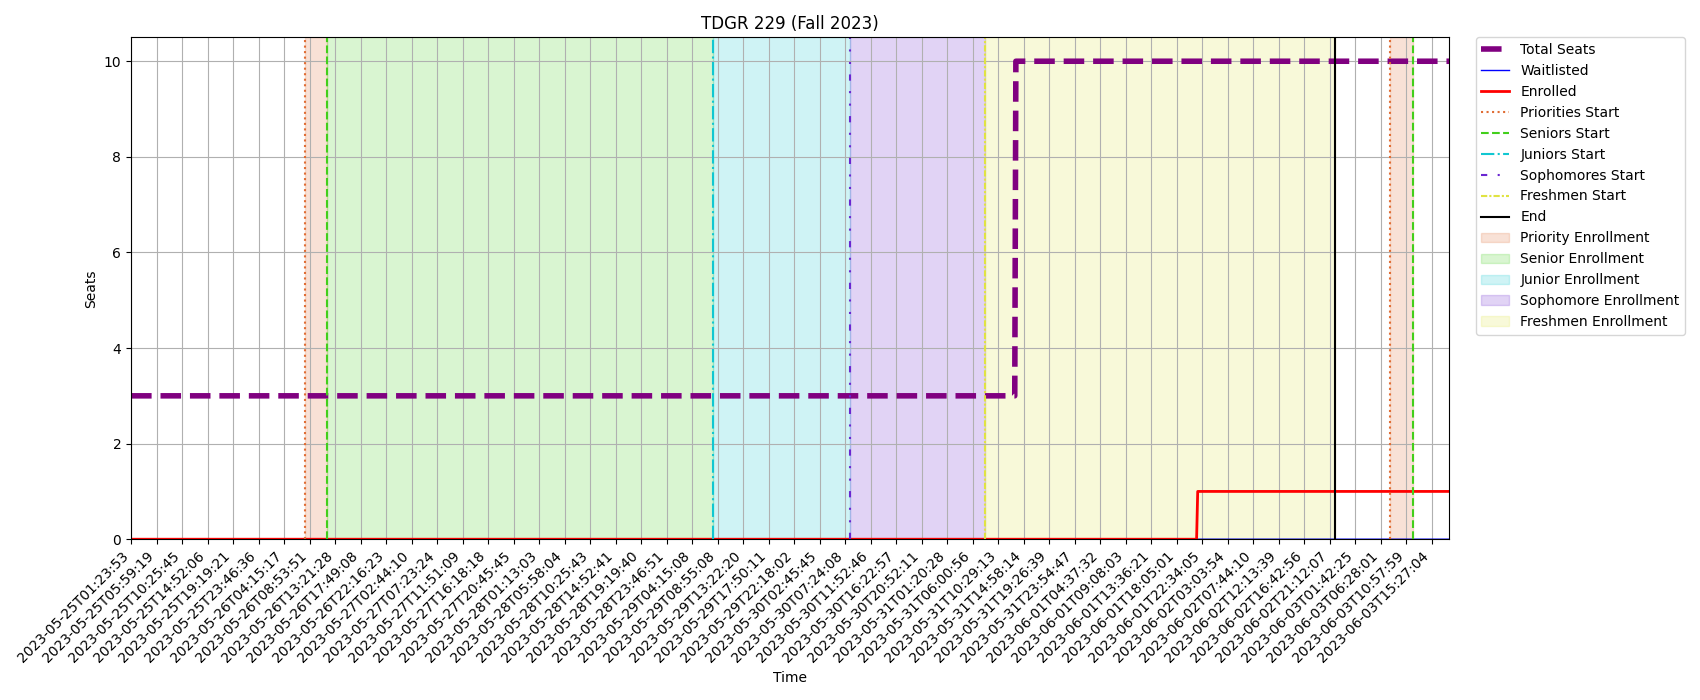 TDGR 229 (Fall 2023)
10
8
6
4
2
0
Seats
2023-05-25T01:23:53
2023-05-25T05:59:19
2023-05-25T10:25:45
2023-05-25T14:52:06
2023-05-25T19:19:21
2023-05-25T23:46:36
2023-05-26T04:15:17
2023-05-26T08:53:51
2023-05-26T13:21:28
2023-05-26T17:49:08
2023-05-26T22:16:23
2023-05-27T02:44:10
2023-05-27T07:23:24
2023-05-27T11:51:09
2023-05-27T16:18:18
2023-05-27T20:45:45
2023-05-28T01:13:03
2023-05-28T05:58:04
2023-05-28T10:25:43
2023-05-28T14:52:41
2023-05-28T19:19:40
2023-05-28T23:46:51
2023-05-29T04:15:08
2023-05-29T08:55:08
2023-05-29T13:22:20
2023-05-29T17:50:11
2023-05-29T22:18:02
2023-05-30T02:45:45
2023-05-30T07:24:08
2023-05-30T11:52:46
2023-05-30T16:22:57
2023-05-30T20:52:11
2023-05-31T01:20:28
2023-05-31T06:00:56
2023-05-31T10:29:13
2023-05-31T14:58:14
2023-05-31T19:26:39
2023-05-31T23:54:47
2023-06-01T04:37:32
2023-06-01T09:08:03
2023-06-01T13:36:21
2023-06-01T18:05:01
2023-06-01T22:34:05
2023-06-02T03:03:54
2023-06-02T07:44:10
2023-06-02T12:13:39
2023-06-02T16:42:56
2023-06-02T21:12:07
2023-06-03T01:42:25
2023-06-03T06:28:01
2023-06-03T10:57:59
2023-06-03T15:27:04
Time
Total Seats
Waitlisted
Enrolled
Priorities Start
Seniors Start
Juniors Start
Sophomores Start
Freshmen Start
End
Priority Enrollment
Senior Enrollment
Junior Enrollment
Sophomore Enrollment
Freshmen Enrollment